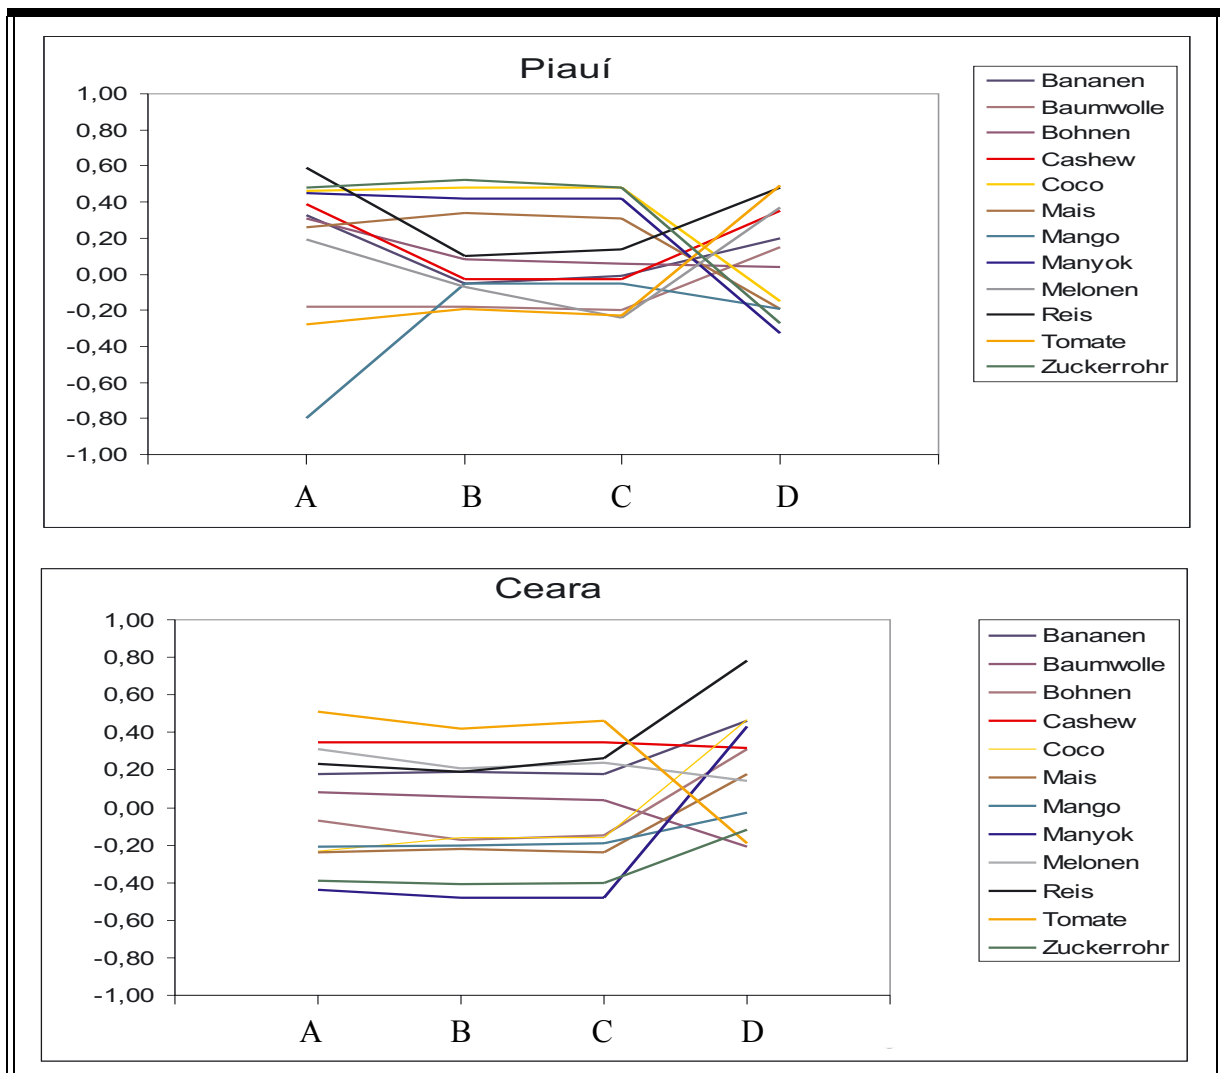 Piauí
1,00
0,80
0,60
0,40
0,20
0,00
-0,20
-0,40
-0,60
-0,80
-1,00
A B C D
Bananen
Baumwolle
Bohnen
Cashew
Coco
Mais
Mango
Manyok
Melonen
Reis
Tomate
Zuckerrohr
Ceara
1,00
0,80
0,60
0,40
0,20
0,00
-0,20
-0,40
-0,60
-0,80
-1,00
A B C D
Bananen
Baumwolle
Bohnen
Cashew
Coco
Mais
Mango
Manyok
Melonen
Reis
Tomate
Zuckerrohr